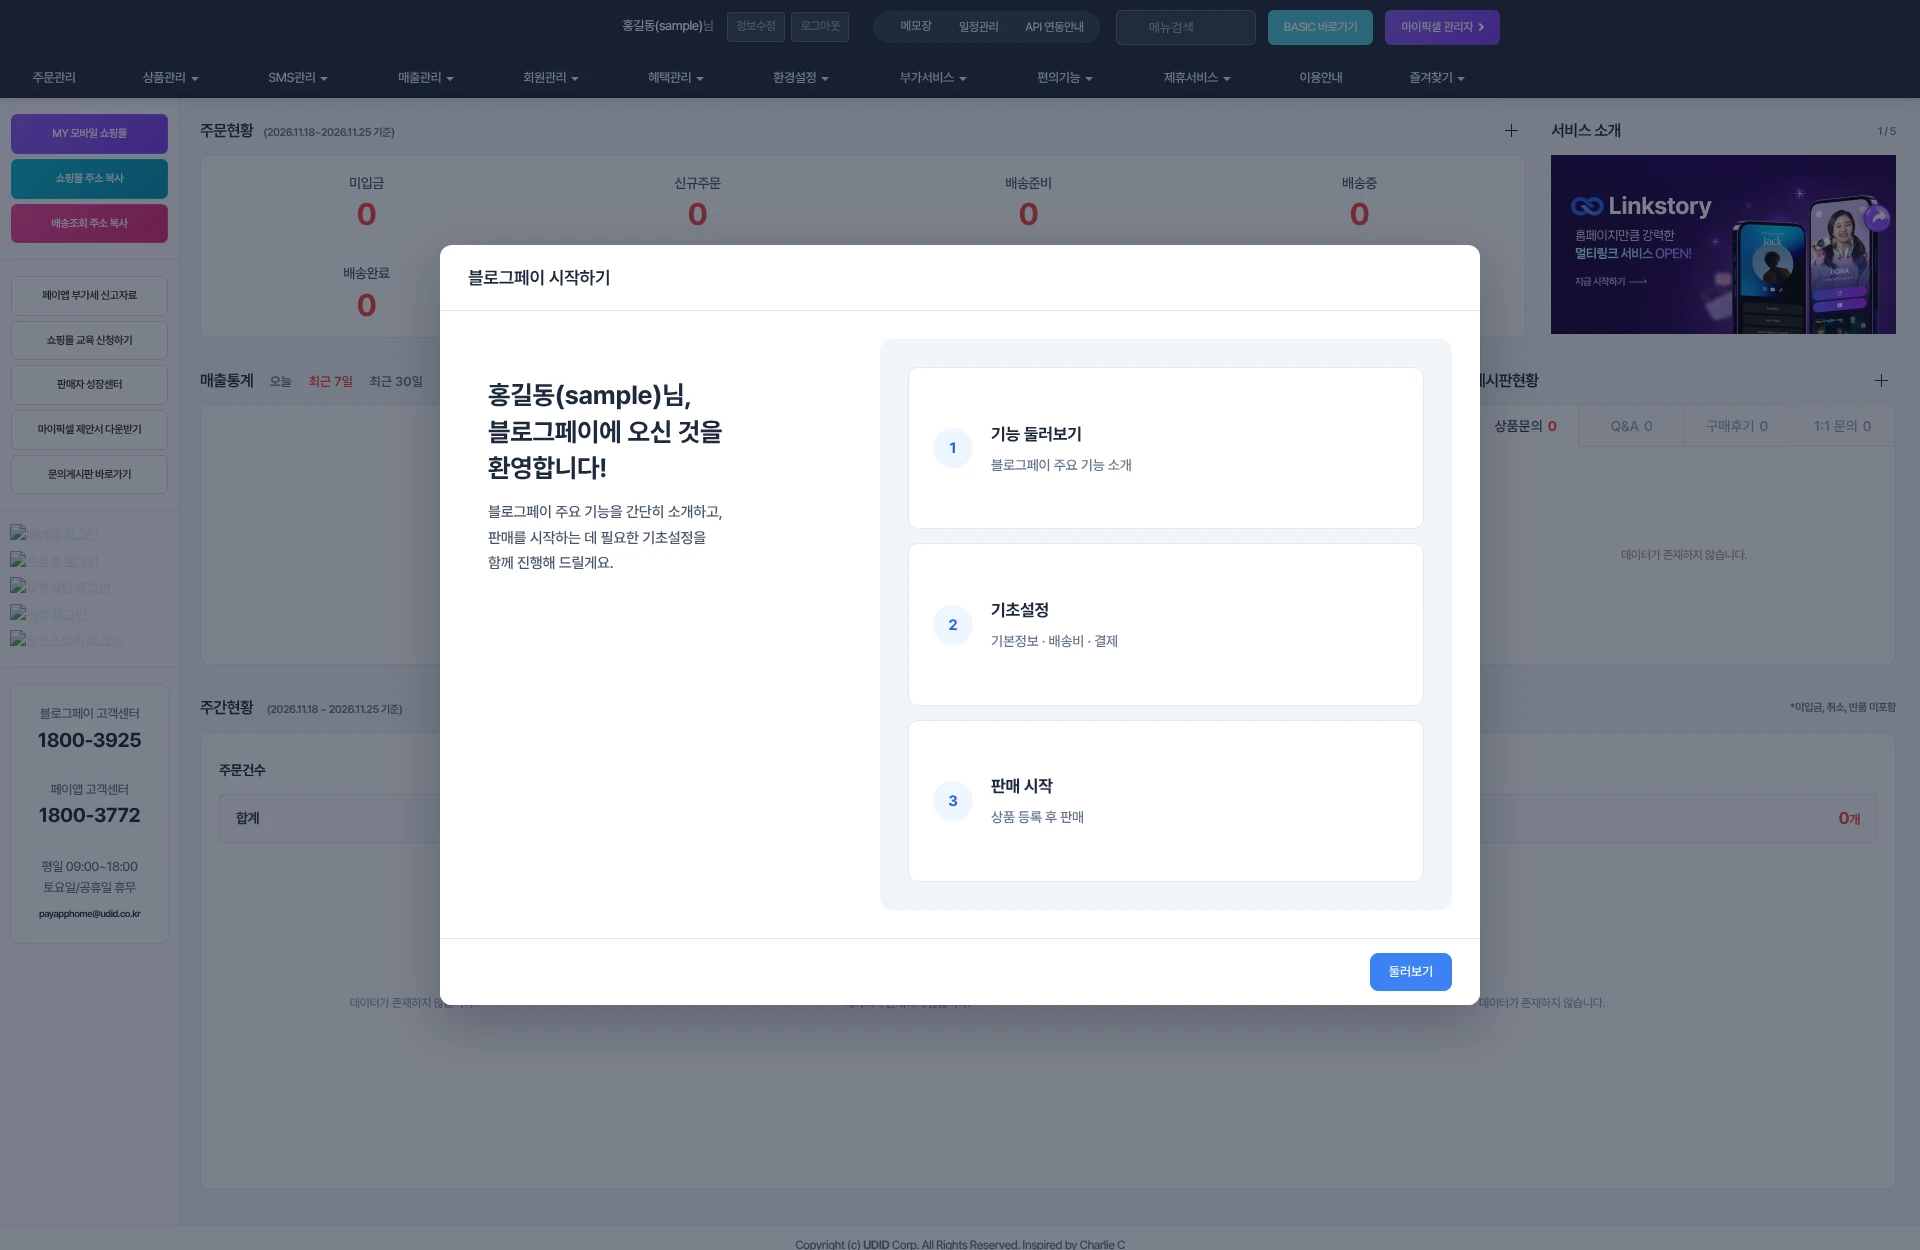 홍길동(sample)님
정보수정
로그아웃
메모장
일정관리
API 연동안내
메뉴검색
BASIC 바로가기
마이픽셀 관리자
주문관리
상품관리
SMS관리
매출관리
회원관리
혜택관리
환경설정
부가서비스
편의기능
제휴서비스
이용안내
즐겨찾기
MY 모바일 쇼핑몰
쇼핑몰 주소 복사
배송조회 주소 복사
페이앱 부가세 신고자료
쇼핑몰 교육 신청하기
판매자 성장센터
마이픽셀 제안서 다운받기
문의게시판 바로가기
페이앱 로그인
블로그페이 고객센터
1800-3925
페이앱 고객센터
1800-3772
평일 09:00~18:00
토요일/공휴일 휴무
payapphome@udid.co.kr
주문현황 (2026.11.18~2026.11.25 기준)
미입금
0
신규주문
0
배송준비
0
배송중
0
배송완료
0
서비스 소개
1 / 5
Linkstory
홈페이지만큼 강력한
멀티링크 서비스 OPEN!
지금 시작하기
Jack
BORA
매출통계 오늘 최근 7일 최근 30일
게시판현황
상품문의 0
Q&A 0
구매후기 0
1:1 문의 0
데이터가 존재하지 않습니다.
주간현황 (2026.11.18 ~ 2026.11.25 기준)
*미입금, 취소, 반품 미포함
주문건수
합계
0개
데이터가 존재하지 않
데이터가 존재하지 않습니다.
블로그페이 시작하기
홍길동(sample)님,
블로그페이에 오신 것을
환영합니다!
블로그페이 주요 기능을 간단히 소개하고,
판매를 시작하는 데 필요한 기초설정을
함께 진행해 드릴게요.
1
기능 둘러보기
블로그페이 주요 기능 소개
2
기초설정
기본정보 · 배송비 · 결제
3
판매 시작
상품 등록 후 판매
둘러보기
Copyright (c) UDID Corp. All Rights Reserved. Inspired by Charlie C